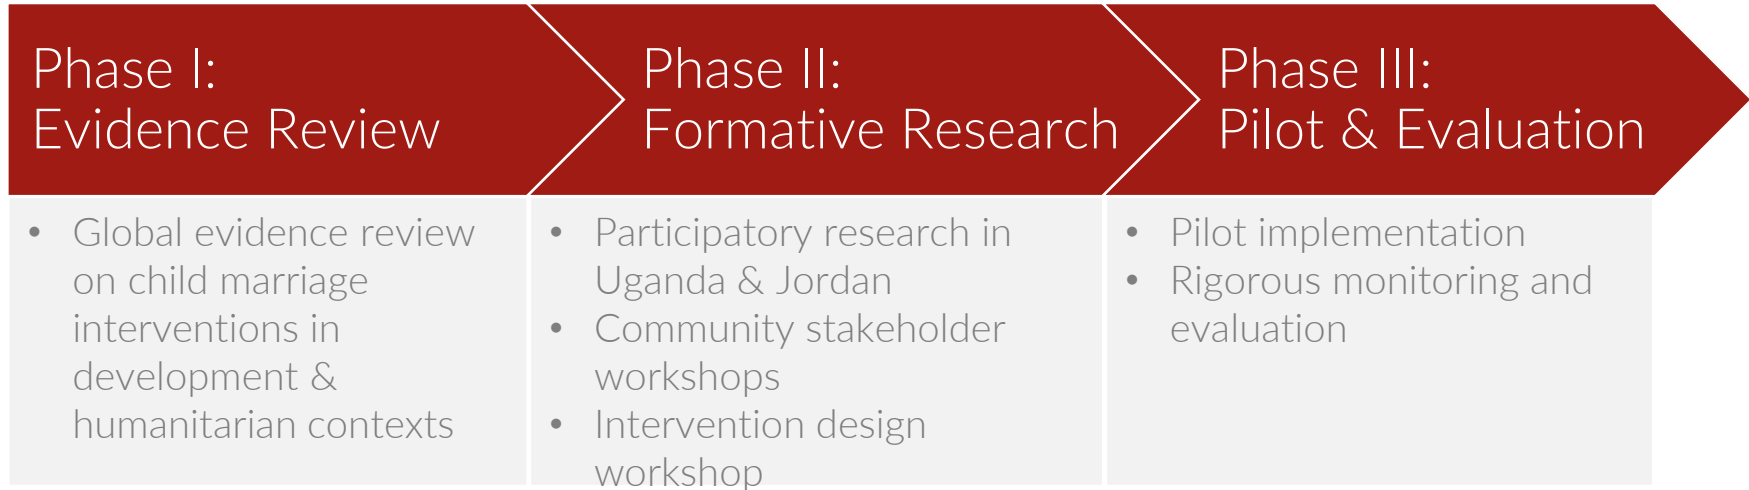 Phase I:
Evidence Review
• Global evidence review
on child marriage
interventions in
development &
humanitarian contexts
Phase II:
Formative Research
• Participatory research in
Uganda & Jordan
• Community stakeholder
workshops
• Intervention design
workshop
Phase III:
Pilot & Evaluation
• Pilot implementation
• Rigorous monitoring and
evaluation